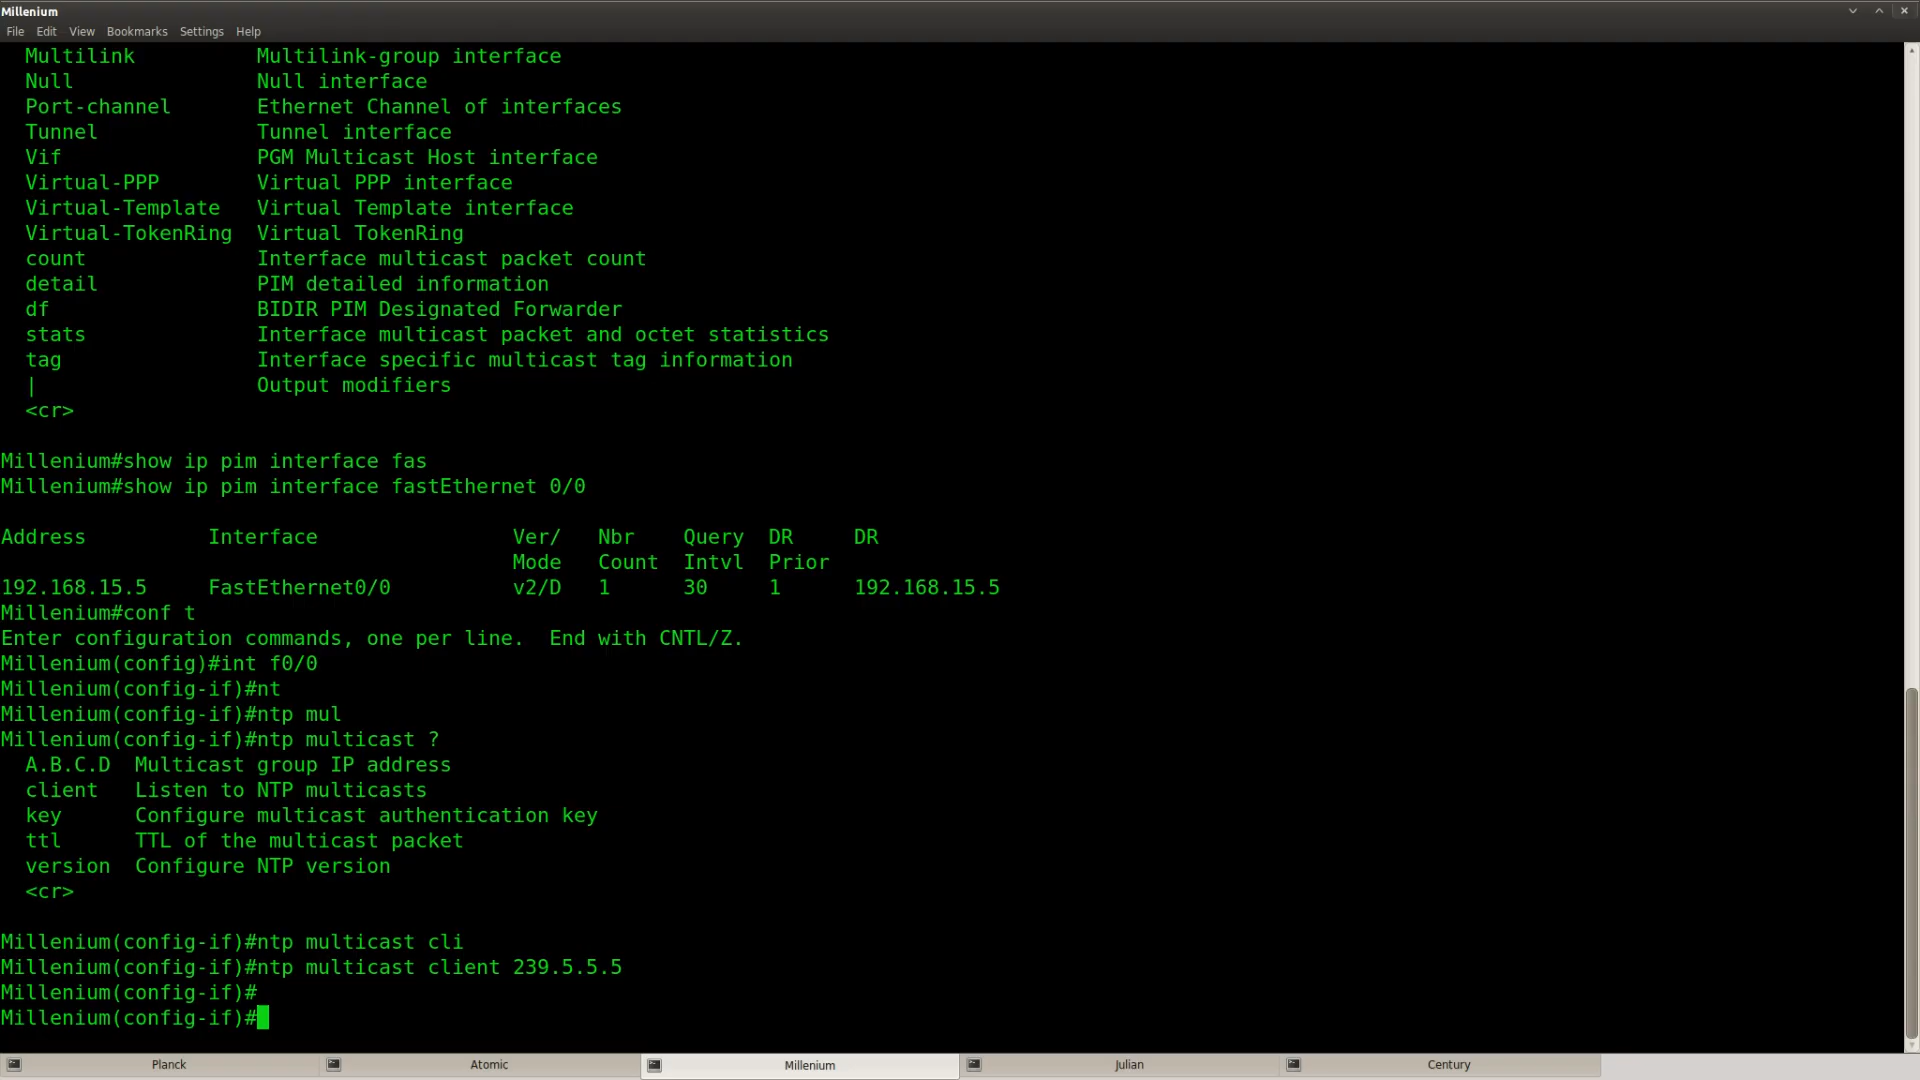 Millenium
File Edit View Bookmarks Settings Help
Multilink Multilink-group interface
Null Null interface
Port-channel Ethernet Channel of interfaces
Tunnel Tunnel interface
Vif PGM Multicast Host interface
Virtual-PPP Virtual PPP interface
Virtual-Template Virtual Template interface
Virtual-TokenRing Virtual TokenRing
count Interface multicast packet count
detail PIM detailed information
df BIDIR PIM Designated Forwarder
stats Interface multicast packet and octet statistics
tag Interface specific multicast tag information
| Output modifiers
<cr>
Millenium#show ip pim interface fas
Millenium#show ip pim interface fastEthernet 0/0
Address Interface Ver/ Nbr Query DR DR
Mode Count Intvl Prior
192.168.15.5 FastEthernet0/0 v2/D 1 30 1 192.168.15.5
Millenium#conf t
Enter configuration commands, one per line. End with CNTL/Z.
Millenium(config)#int f0/0
Millenium(config-if)#nt
Millenium(config-if)#ntp mul
Millenium(config-if)#ntp multicast ?
A.B.C.D Multicast group IP address
client Listen to NTP multicasts
key Configure multicast authentication key
ttl TTL of the multicast packet
version Configure NTP version
<cr>
Millenium(config-if)#ntp multicast cli
Millenium(config-if)#ntp multicast client 239.5.5.5
Millenium(config-if)#
Millenium(config-if)#
Planck Atomic Millenium Julian Century